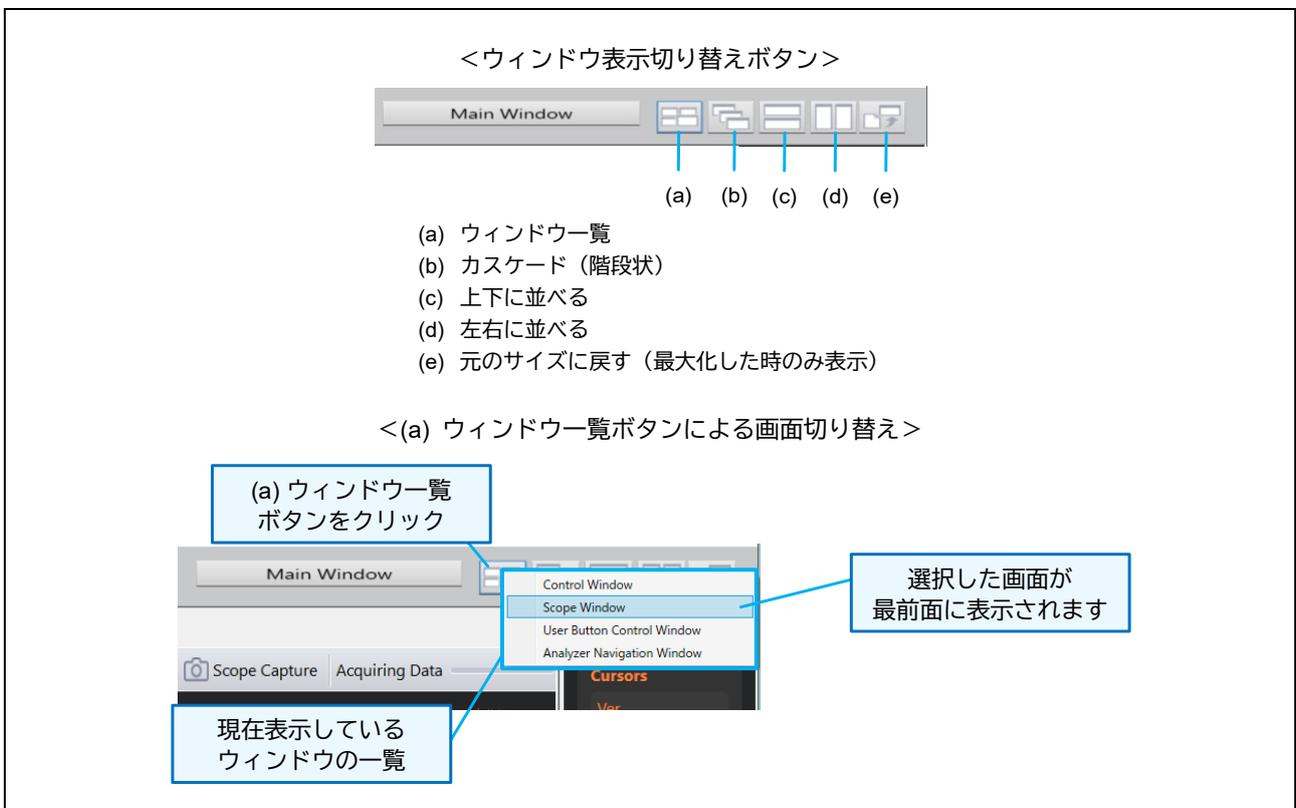 ＜ウィンドウ表示切り替えボタン＞
Main Window
(a) (b) (c) (d) (e)
(a) ウィンドウ一覧
(b) カスケード（階段状）
(c) 上下に並べる
(d) 左右に並べる
(e) 元のサイズに戻す（最大化した時のみ表示）
＜(a) ウィンドウ一覧ボタンによる画面切り替え＞
(a) ウィンドウ一覧
ボタンをクリック
Main Window
Control Window
Scope Window
User Button Control Window
Analyzer Navigation Window
選択した画面が
最前面に表示されます
Scope Capture Acquiring Data
Cursors
Ver
現在表示している
ウィンドウの一覧